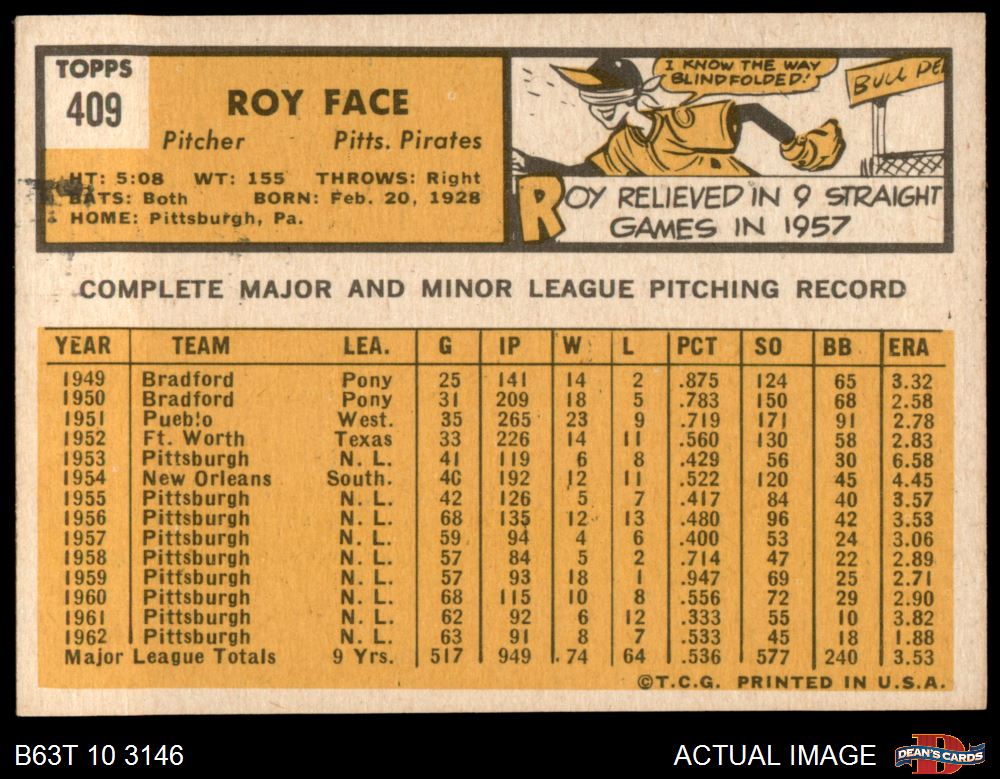 TOPPS
409
ROY FACE
Pitcher Pitts. Pirates
HT: 5:08 WT: 155 THROWS: Right
BATS: Both BORN: Feb. 20, 1928
HOME: Pittsburgh, Pa.
I KNOW THE WAY
BLINDFOLDED!
BULL PE
ROY RELIEVED IN 9 STRAIGHT
GAMES IN 1957
COMPLETE MAJOR AND MINOR LEAGUE PITCHING RECORD
YEAR TEAM LEA. G IP W L PCT SO BB ERA
1949 Bradford Pony 25 141 14 2 .875 124 65 3.32
1950 Bradford Pony 31 209 18 5 .783 150 68 2.58
1951 Pueblo West. 35 265 23 9 .719 171 91 2.78
1952 Ft. Worth Texas 33 226 14 11 .560 130 58 2.83
1953 Pittsburgh N. L. 41 119 6 8 .429 56 30 6.58
1954 New Orleans South. 40 192 12 11 .522 120 45 4.45
1955 Pittsburgh N. L. 42 126 5 7 .417 84 40 3.57
1956 Pittsburgh N. L. 68 135 12 13 .480 96 42 3.53
1957 Pittsburgh N. L. 59 94 4 6 .400 53 24 3.06
1958 Pittsburgh N. L. 57 84 5 2 .714 47 22 2.89
1959 Pittsburgh N. L. 57 93 18 1 .947 69 25 2.71
1960 Pittsburgh N. L. 68 115 10 8 .556 72 29 2.90
1961 Pittsburgh N. L. 62 92 6 12 .333 55 10 3.82
1962 Pittsburgh N. L. 63 91 8 7 .533 45 18 1.88
Major League Totals 9 Yrs. 517 949 74 64 .536 577 240 3.53
©T.C.G. PRINTED IN U.S.A.
B63T 10 3146
ACTUAL IMAGE
D
DEAN'S CARDS